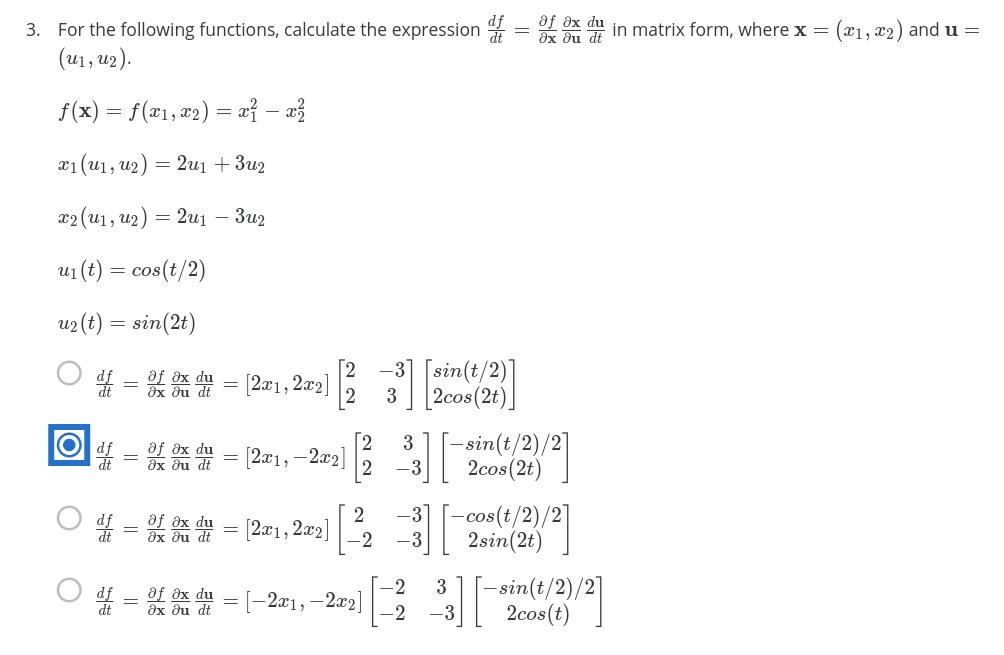 3. For the following functions, calculate the expression $\frac{df}{dt} = \frac{\partial f}{\partial \mathbf{x}} \frac{\partial \mathbf{x}}{\partial \mathbf{u}} \frac{d\mathbf{u}}{dt}$ in matrix form, where $\mathbf{x} = (x_1, x_2)$ and $\mathbf{u} =$
$(u_1, u_2)$.
$f(\mathbf{x}) = f(x_1, x_2) = x_1^2 - x_2^2$
$x_1(u_1, u_2) = 2u_1 + 3u_2$
$x_2(u_1, u_2) = 2u_1 - 3u_2$
$u_1(t) = cos(t/2)$
$u_2(t) = sin(2t)$
$\frac{df}{dt} = \frac{\partial f}{\partial \mathbf{x}} \frac{\partial \mathbf{x}}{\partial \mathbf{u}} \frac{d\mathbf{u}}{dt} = [2x_1, 2x_2] \begin{bmatrix} 2 & -3 \\ 2 & 3 \end{bmatrix} \begin{bmatrix} sin(t/2) \\ 2cos(2t) \end{bmatrix}$
$\frac{df}{dt} = \frac{\partial f}{\partial \mathbf{x}} \frac{\partial \mathbf{x}}{\partial \mathbf{u}} \frac{d\mathbf{u}}{dt} = [2x_1, -2x_2] \begin{bmatrix} 2 & 3 \\ 2 & -3 \end{bmatrix} \begin{bmatrix} -sin(t/2)/2 \\ 2cos(2t) \end{bmatrix}$
$\frac{df}{dt} = \frac{\partial f}{\partial \mathbf{x}} \frac{\partial \mathbf{x}}{\partial \mathbf{u}} \frac{d\mathbf{u}}{dt} = [2x_1, 2x_2] \begin{bmatrix} 2 & -3 \\ -2 & -3 \end{bmatrix} \begin{bmatrix} -cos(t/2)/2 \\ 2sin(2t) \end{bmatrix}$
$\frac{df}{dt} = \frac{\partial f}{\partial \mathbf{x}} \frac{\partial \mathbf{x}}{\partial \mathbf{u}} \frac{d\mathbf{u}}{dt} = [-2x_1, -2x_2] \begin{bmatrix} -2 & 3 \\ -2 & -3 \end{bmatrix} \begin{bmatrix} -sin(t/2)/2 \\ 2cos(t) \end{bmatrix}$